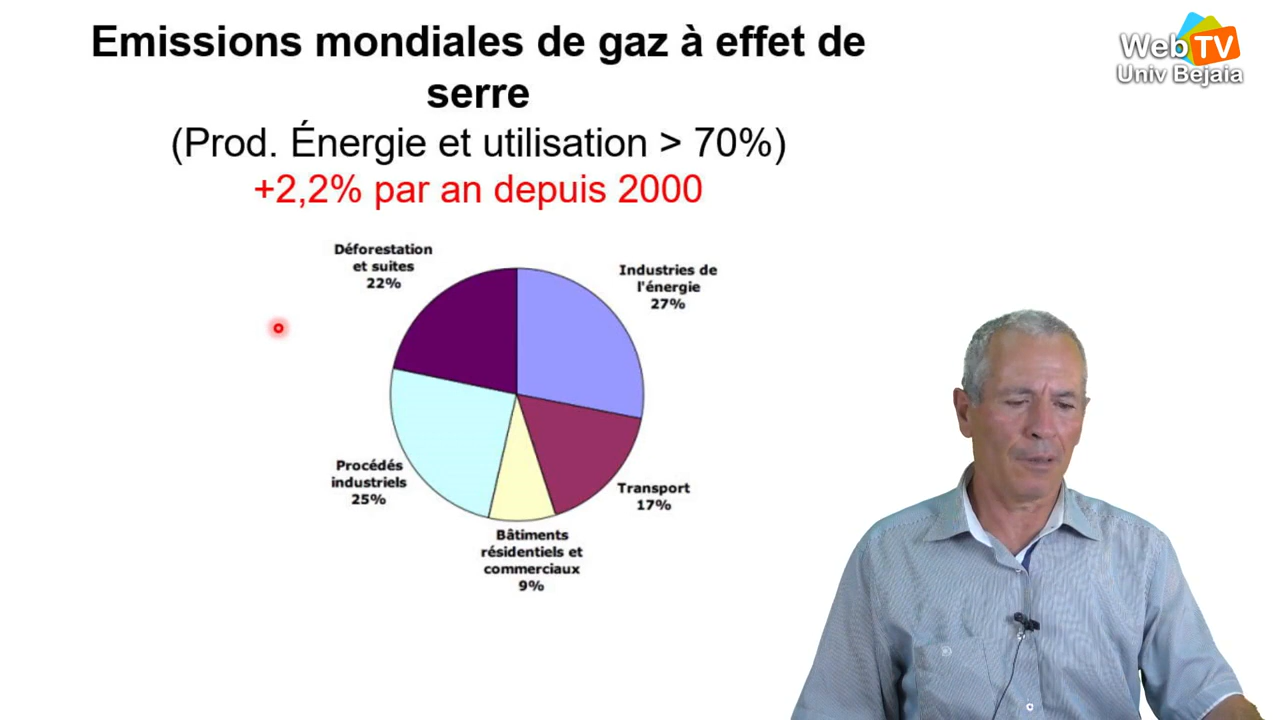 Emissions mondiales de gaz à effet de
serre
(Prod. Énergie et utilisation > 70%)
+2,2% par an depuis 2000
Web TV
Univ Bejaia
Déforestation
et suites
22%
Industries de
l'énergie
27%
Procédés
industriels
25%
Transport
17%
Bâtiments
résidentiels et
commerciaux
9%